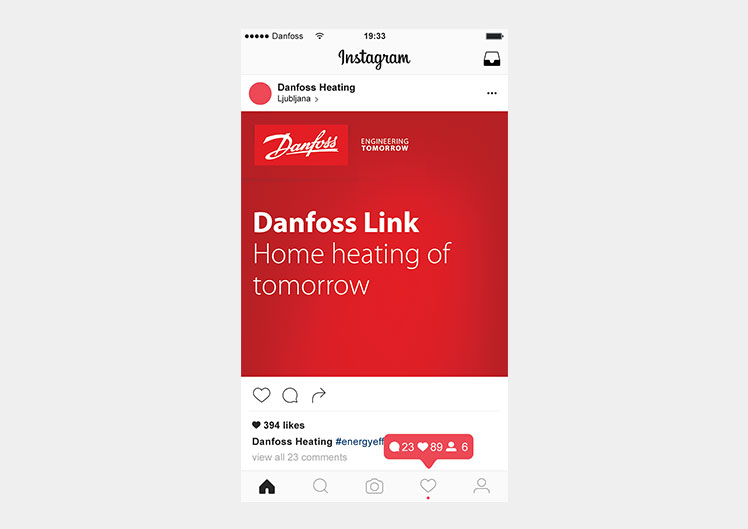 Danfoss 19:33
Instagram
Danfoss Heating
Ljubljana >
Danfoss ENGINEERING
TOMORROW
Danfoss Link
Home heating of
tomorrow
394 likes
Danfoss Heating #energyeff
view all 23 comments
23 89 6